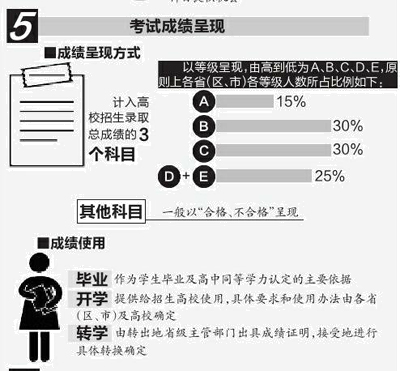 5 考试成绩呈现
■成绩呈现方式
计入高
校招生录取
总成绩的3
个科目
以等级呈现,由高到低为A、B、C、D、E,原
则上各省(区、市)各等级人数所占比例如下:
A 15%
B 30%
C 30%
D+E 25%
其他科目 一般以“合格、不合格”呈现
■成绩使用
毕业 作为学生毕业及高中同等学力认定的主要依据
开学 提供给招生高校使用,具体要求和使用办法由各省
(区、市)及高校确定
转学 由转出地省级主管部门出具成绩证明,接受地进行
具体转换确定